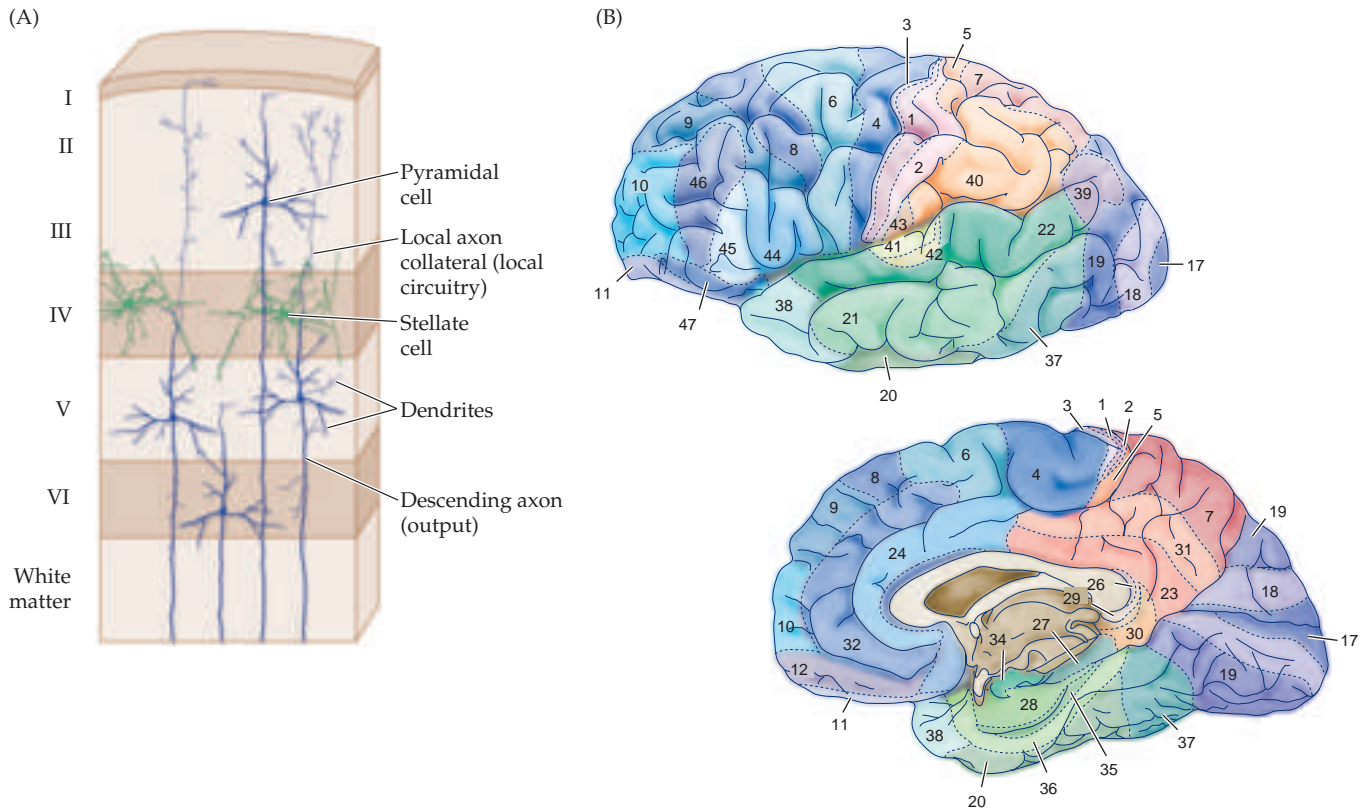 (A)
I
II
III
IV
V
VI
White
matter
Pyramidal
cell
Local axon
collateral (local
circuitry)
Stellate
cell
Dendrites
Descending axon
(output)
(B)
3
5
7
6
4
1
9
8
2
10
46
40
39
43
22
45
44
41
42
19
17
11
38
18
47
21
37
20
3
1
2
5
6
4
8
9
7
19
24
31
26
18
23
29
10
27
30
17
34
32
12
19
28
11
38
37
35
36
20